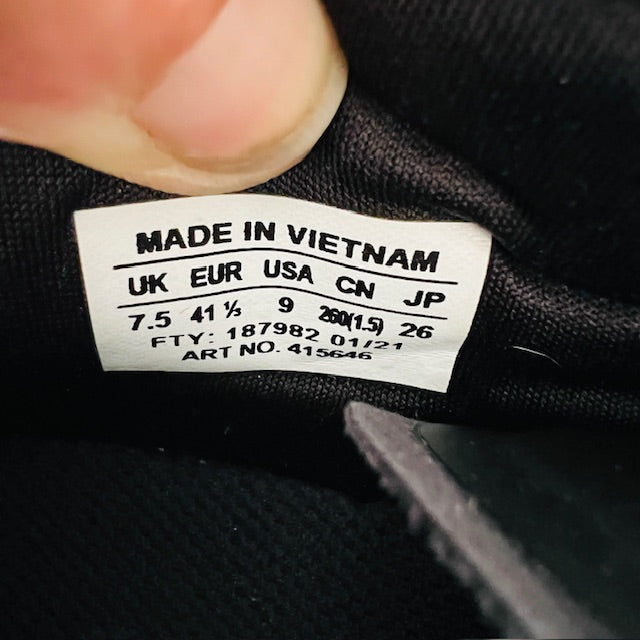 MADE IN VIETNAM
UK EUR USA CN JP
7.5 41 ⅓ 9 260(1.5) 26
FTY: 187982 01/21
ART NO. 415646